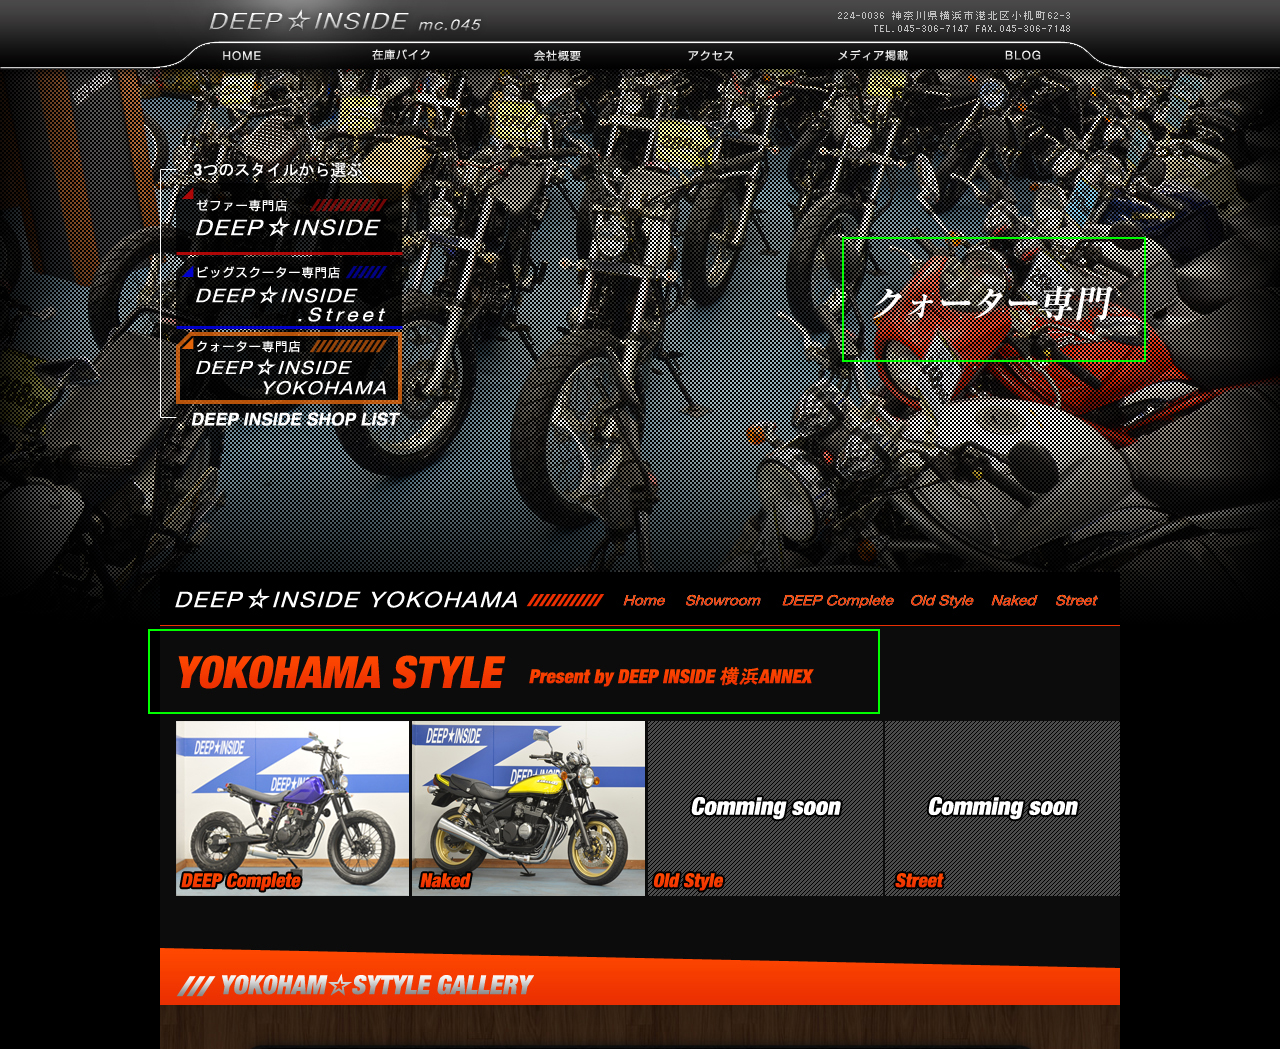 DEEP☆INSIDE mc.045
224-0036 神奈川県横浜市港北区小机町62-3
TEL.045-306-7147 FAX.045-306-7148
HOME 在庫バイク 会社概要 アクセス メディア掲載 BLOG
3つのスタイルから選ぶ
ゼファー専門店
DEEP☆INSIDE
ビッグスクーター専門店
DEEP☆INSIDE
.Street
クォーター専門店
DEEP☆INSIDE
YOKOHAMA
DEEP INSIDE SHOP LIST
クォーター専門
DEEP☆INSIDE YOKOHAMA Home Showroom DEEP Complete Old Style Naked Street
YOKOHAMA STYLE Present by DEEP INSIDE 横浜ANNEX
DEEP★INSIDE
DEEP★INSIDE
DEEP Complete
DEEP★INSIDE
DEEP★INSIDE
Naked
Comming soon
Old Style
Comming soon
Street
YOKOHAM☆SYTYLE GALLERY